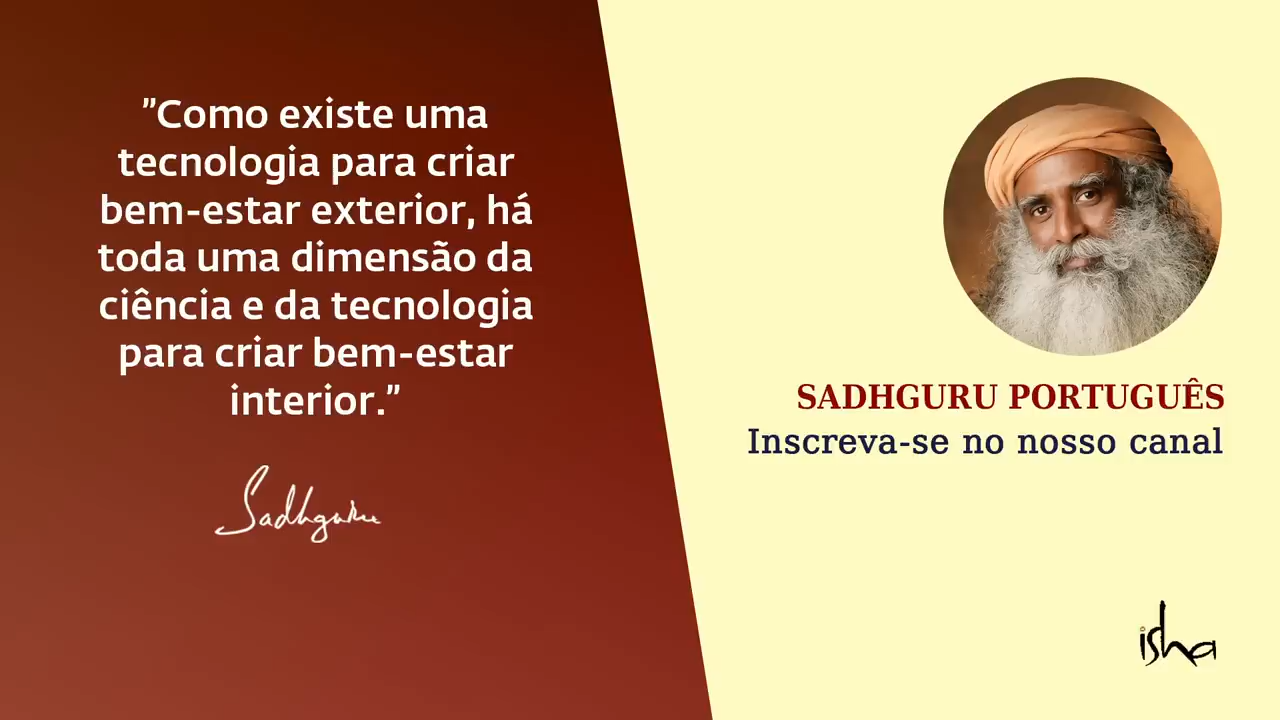 "Como existe uma
tecnologia para criar
bem-estar exterior, há
toda uma dimensão da
ciência e da tecnologia
para criar bem-estar
interior."
Sadhguru
SADHGURU PORTUGUÊS
Inscreva-se no nosso canal
isha